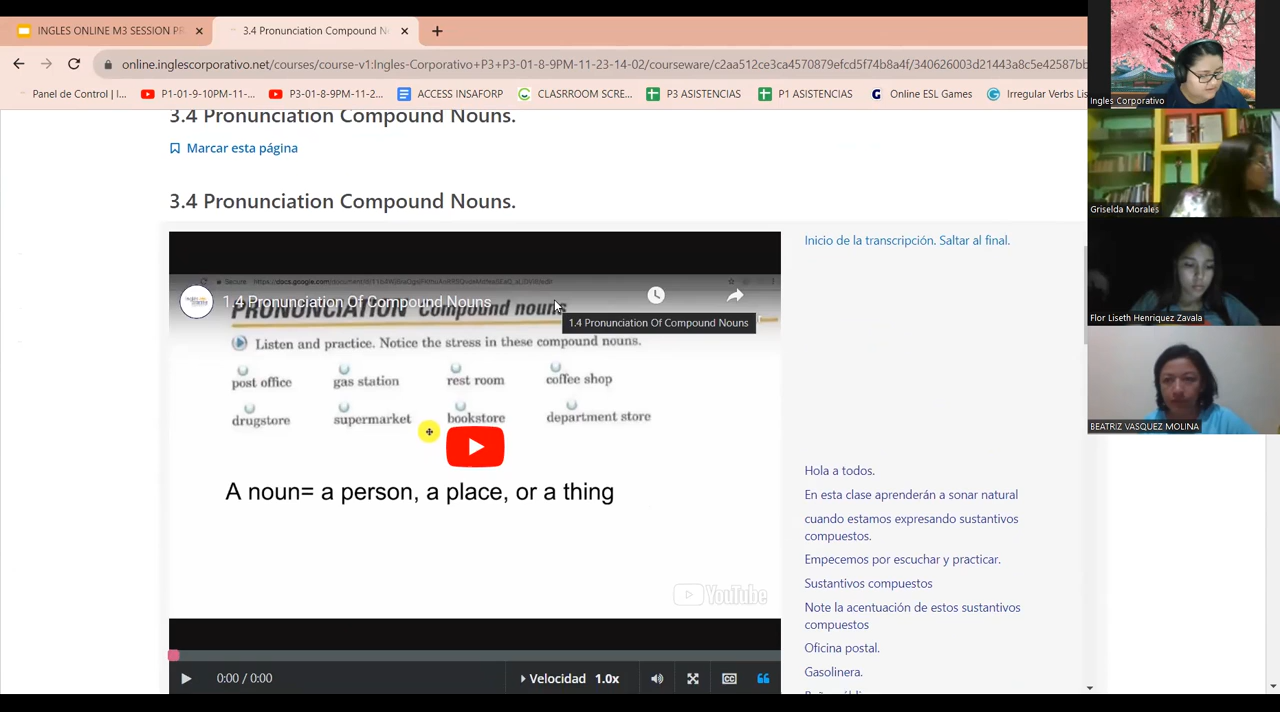 INGLES ONLINE M3 SESSION PR
3.4 Pronunciation Compound N
online.inglescorporativo.net/courses/course-v1:Ingles-Corporativo+P3+P3-01-8-9PM-11-23-14-02/courseware/c2aa512ce3ca4570879efcd5f74b8a4f/340626003d21443a8c5e42587bb
Panel de Control | I...
P1-01-9-10PM-11-...
P3-01-8-9PM-11-2...
ACCESS INSAFORP
CLASRROOM SCRE...
P3 ASISTENCIAS
P1 ASISTENCIAS
Online ESL Games
Irregular Verbs Lis
Ingles Corporativo
Griselda Morales
Flor Liseth Henriquez Zavala
BEATRIZ VASQUEZ MOLINA
3.4 Pronunciation Compound Nouns.
Marcar esta página
3.4 Pronunciation Compound Nouns.
1.4 Pronunciation Of Compound Nouns
PRONUNCIATION Compound nouns
1.4 Pronunciation Of Compound Nouns
Listen and practice. Notice the stress in these compound nouns.
post office gas station rest room coffee shop
drugstore supermarket bookstore department store
A noun= a person, a place, or a thing
YouTube
0:00 / 0:00
Velocidad 1.0x
Inicio de la transcripción. Saltar al final.
Hola a todos.
En esta clase aprenderán a sonar natural
cuando estamos expresando sustantivos
compuestos.
Empecemos por escuchar y practicar.
Sustantivos compuestos
Note la acentuación de estos sustantivos
compuestos
Oficina postal.
Gasolinera.